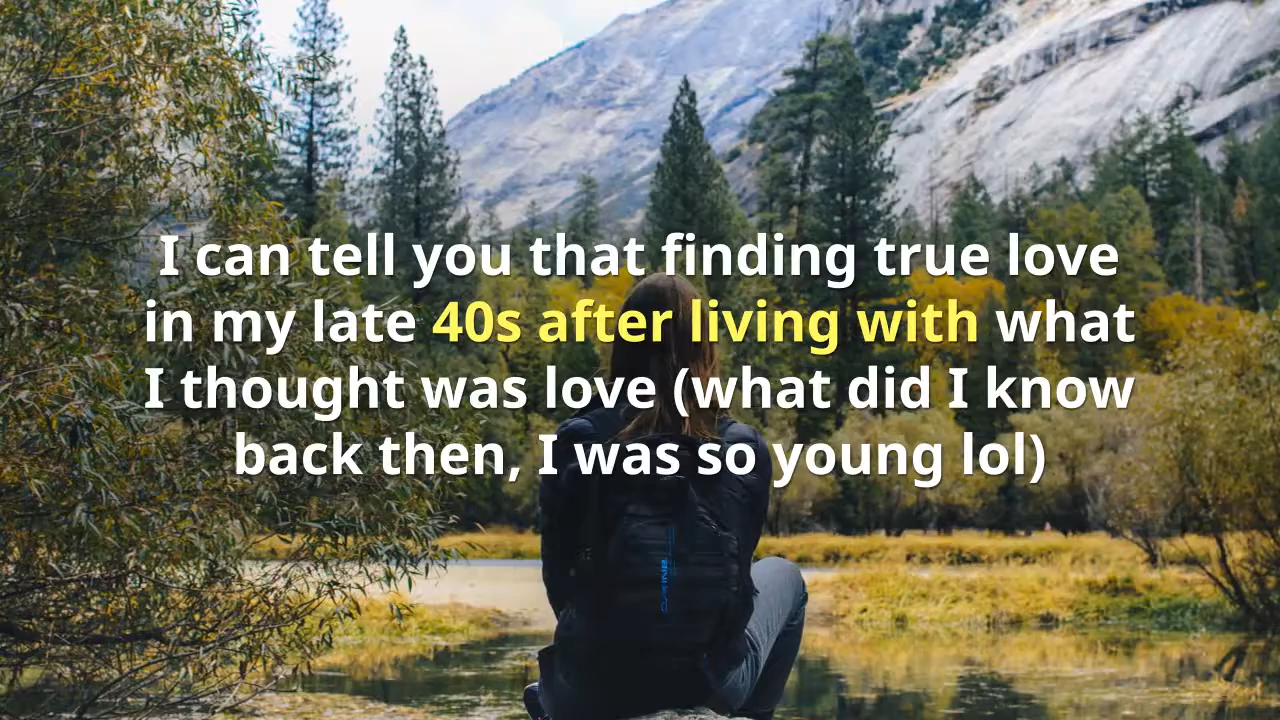 I can tell you that finding true love
in my late 40s after living with what
I thought was love (what did I know
back then, I was so young lol)